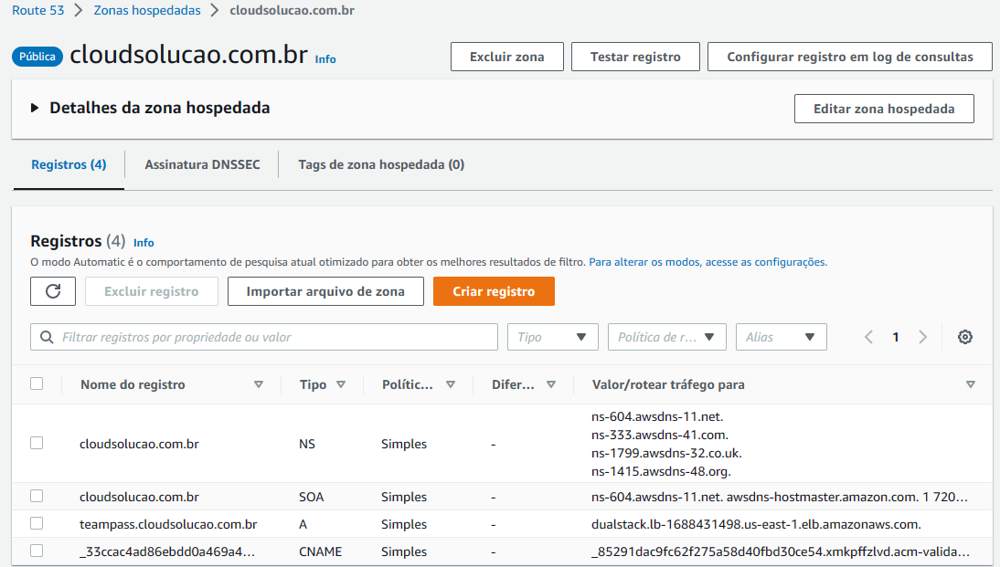 Route 53 > Zonas hospedadas > cloudsolucao.com.br
Pública cloudsolucao.com.br Info Excluir zona Testar registro Configurar registro em log de consultas
Detalhes da zona hospedada Editar zona hospedada
Registros (4) Assinatura DNSSEC Tags de zona hospedada (0)
Registros (4) Info
O modo Automatic é o comportamento de pesquisa atual otimizado para obter os melhores resultados de filtro. Para alterar os modos, acesse as configurações.
Excluir registro Importar arquivo de zona Criar registro
Filtrar registros por propriedade ou valor Tipo Política de r... Alias 1
Nome do registro Tipo Polític... Difer... Valor/rotear tráfego para
cloudsolucao.com.br NS Simples - ns-604.awsdns-11.net.
ns-333.awsdns-41.com.
ns-1799.awsdns-32.co.uk.
ns-1415.awsdns-48.org.
cloudsolucao.com.br SOA Simples - ns-604.awsdns-11.net. awsdns-hostmaster.amazon.com. 1 720...
teampass.cloudsolucao.com.br A Simples - dualstack.lb-1688431498.us-east-1.elb.amazonaws.com.
_33ccac4ad86ebdd0a469a4... CNAME Simples - _85291dac9fc62f275a58d40fbd30ce54.xmkpffzlvd.acm-valida...